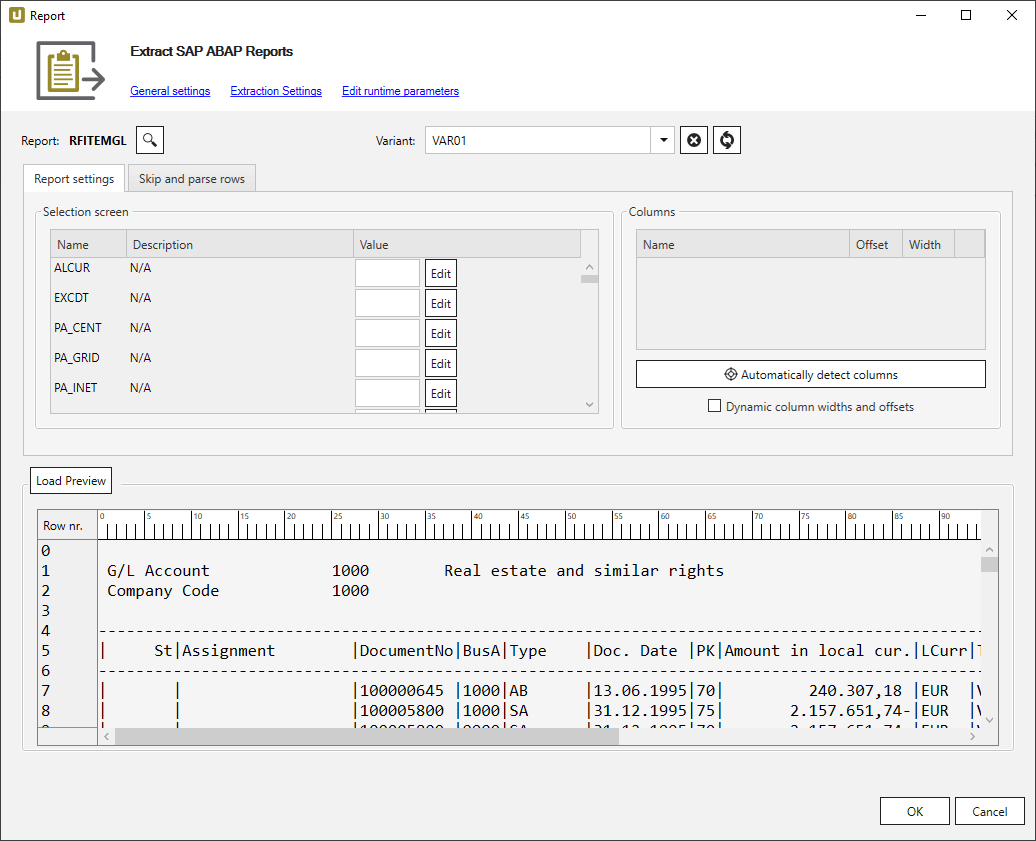 Report
Extract SAP ABAP Reports
General settings Extraction Settings Edit runtime parameters
Report: RFITEMGL Variant: VAR01
Report settings Skip and parse rows
Selection screen Columns
Name Description Value Name Offset Width
ALCUR N/A Edit
EXCDT N/A Edit
PA_CENT N/A Edit
PA_GRID N/A Edit
PA_INET N/A Edit
Automatically detect columns
Dynamic column widths and offsets
Load Preview
Row nr. 0 5 10 15 20 25 30 35 40 45 50 55 60 65 70 75 80 85 90
0
1 G/L Account 1000 Real estate and similar rights
2 Company Code 1000
3
4 ----------------------------------------------------------------------------------------------
5 | St|Assignment |DocumentNo|BusA|Type |Doc. Date |PK|Amount in local cur.|LCurr|T
6 ----------------------------------------------------------------------------------------------
7 | | |100000645 |1000|AB |13.06.1995|70| 240.307,18 |EUR |V
8 | | |100005800 |1000|SA |31.12.1995|75| 2.157.651,74-|EUR |V
OK Cancel